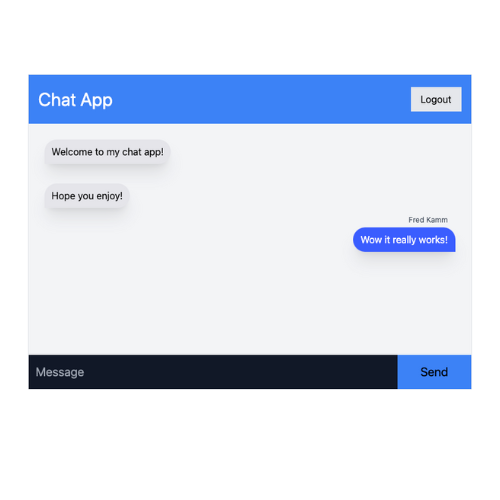 Chat App
Logout
Welcome to my chat app!
Hope you enjoy!
Fred Kamm
Wow it really works!
Message
Send